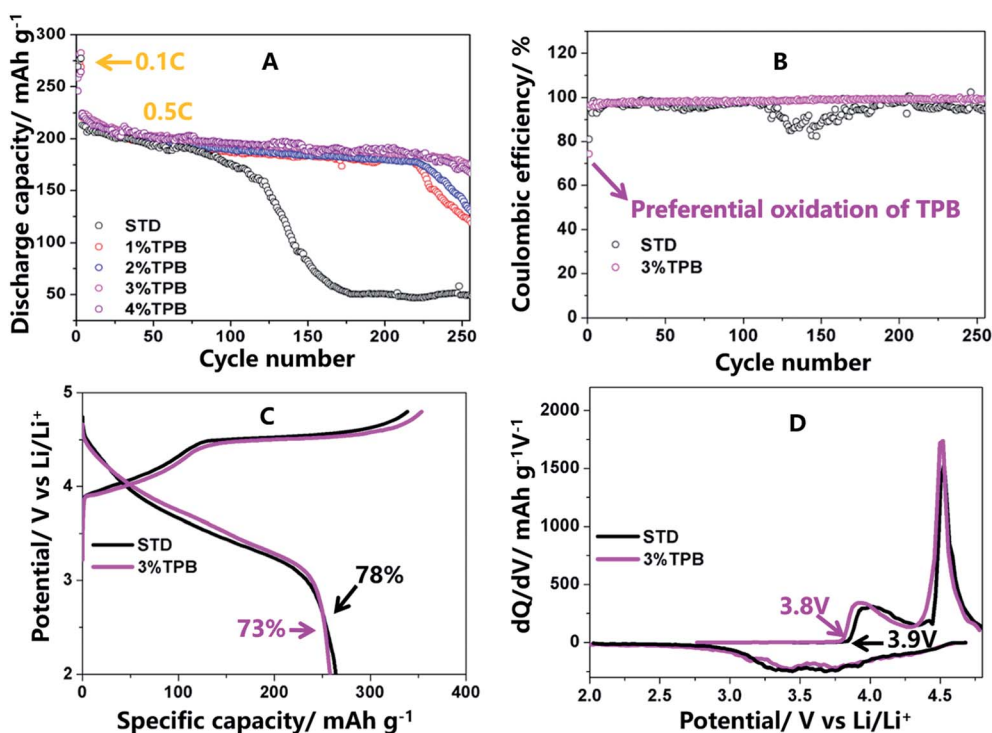 A
0.1C
0.5C
STD
1%TPB
2%TPB
3%TPB
4%TPB
Discharge capacity/ mAh g⁻¹
300
250
200
150
100
50
0 50 100 150 200 250
Cycle number
B
Preferential oxidation of TPB
STD
3%TPB
Coulombic efficiency/ %
120
100
80
60
40
20
0
0 50 100 150 200 250
Cycle number
C
STD
3%TPB
78%
73%
Potential/ V vs Li/Li⁺
5
4
3
2
0 100 200 300 400
Specific capacity/ mAh g⁻¹
D
STD
3%TPB
3.8V
3.9V
dQ/dV/ mAh g⁻¹V⁻¹
2000
1500
1000
500
0
2.0 2.5 3.0 3.5 4.0 4.5
Potential/ V vs Li/Li⁺